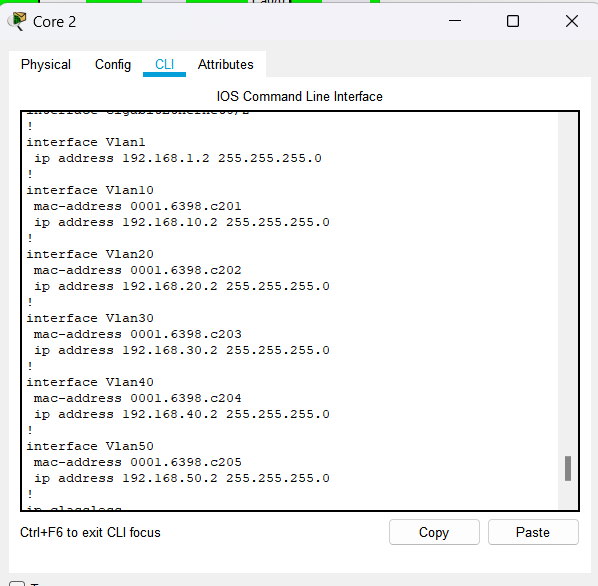 Core 2
Physical Config CLI Attributes
IOS Command Line Interface
!
interface Vlan1
ip address 192.168.1.2 255.255.255.0
!
interface Vlan10
mac-address 0001.6398.c201
ip address 192.168.10.2 255.255.255.0
!
interface Vlan20
mac-address 0001.6398.c202
ip address 192.168.20.2 255.255.255.0
!
interface Vlan30
mac-address 0001.6398.c203
ip address 192.168.30.2 255.255.255.0
!
interface Vlan40
mac-address 0001.6398.c204
ip address 192.168.40.2 255.255.255.0
!
interface Vlan50
mac-address 0001.6398.c205
ip address 192.168.50.2 255.255.255.0
!
ip classless
Ctrl+F6 to exit CLI focus
Copy Paste